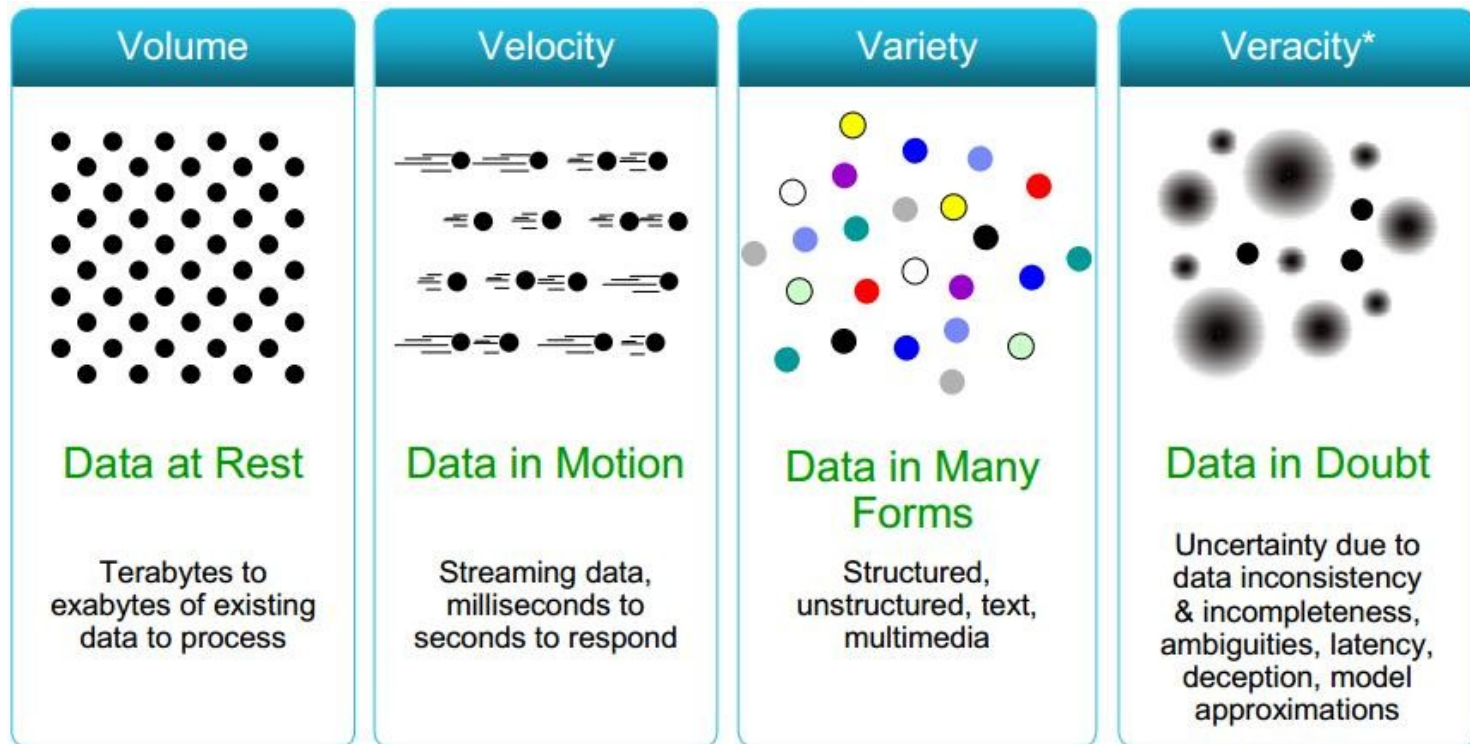 Volume
Data at Rest
Terabytes to
exabytes of existing
data to process
Velocity
Data in Motion
Streaming data,
milliseconds to
seconds to respond
Variety
Data in Many
Forms
Structured,
unstructured, text,
multimedia
Veracity*
Data in Doubt
Uncertainty due to
data inconsistency
& incompleteness,
ambiguities, latency,
deception, model
approximations